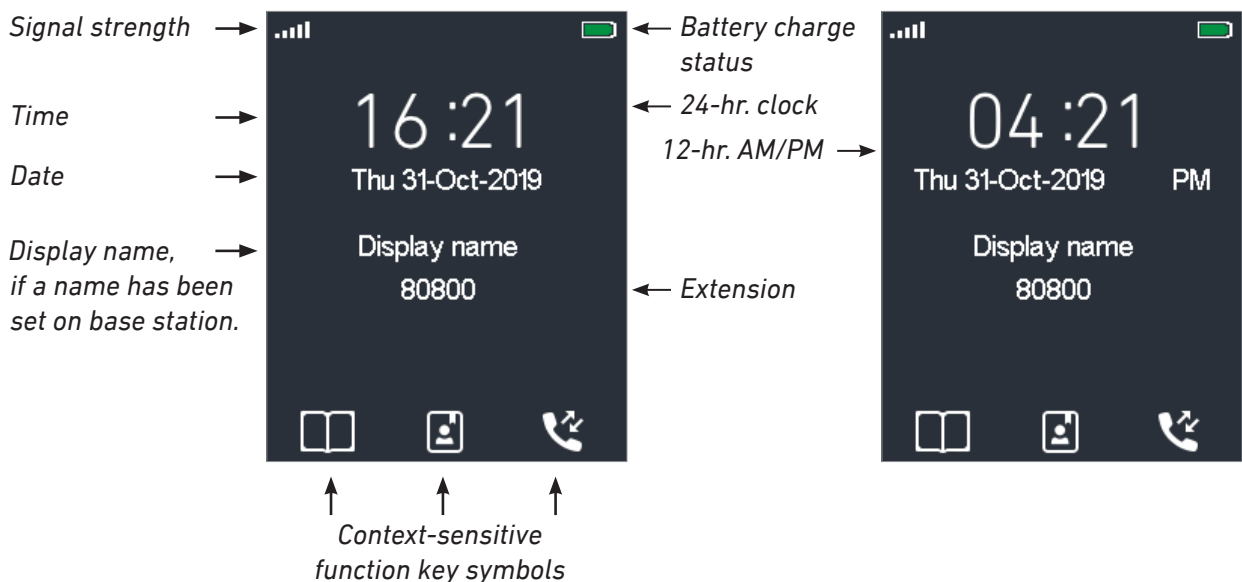 Signal strength
Battery charge
status
Time
16:21
24-hr. clock
12-hr. AM/PM
04:21
Date
Thu 31-Oct-2019
Thu 31-Oct-2019 PM
Display name,
if a name has been
set on base station.
Display name
80800
Extension
Display name
80800
Context-sensitive
function key symbols